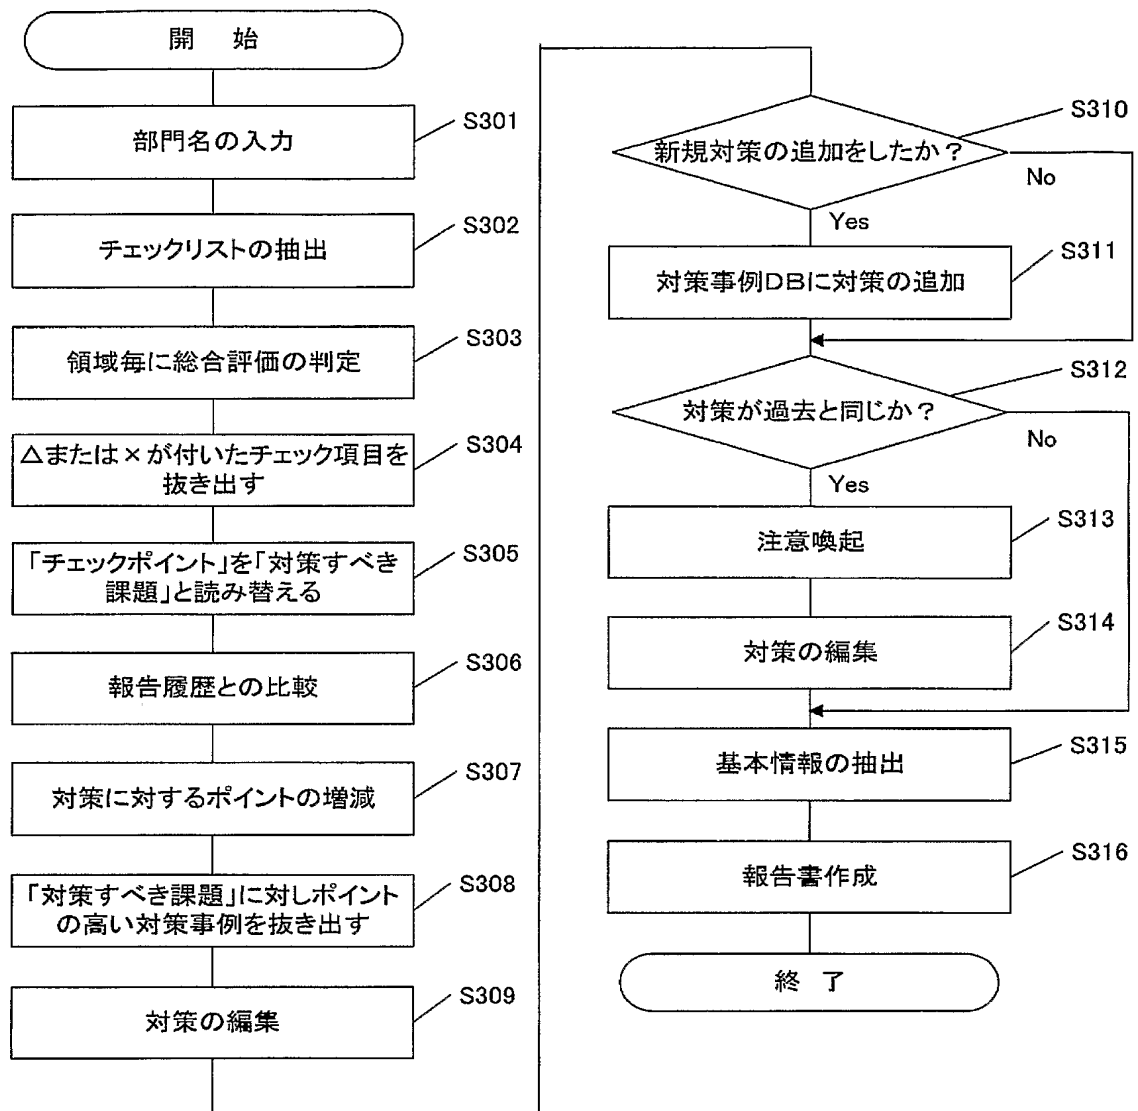 開 始
部門名の入力
S301
チェックリストの抽出
S302
領域毎に総合評価の判定
S303
△または×が付いたチェック項目を
抜き出す
S304
「チェックポイント」を「対策すべき
課題」と読み替える
S305
報告履歴との比較
S306
対策に対するポイントの増減
S307
「対策すべき課題」に対しポイント
の高い対策事例を抜き出す
S308
対策の編集
S309
新規対策の追加をしたか？
S310
No
Yes
対策事例DBに対策の追加
S311
対策が過去と同じか？
S312
No
Yes
注意喚起
S313
対策の編集
S314
基本情報の抽出
S315
報告書作成
S316
終 了